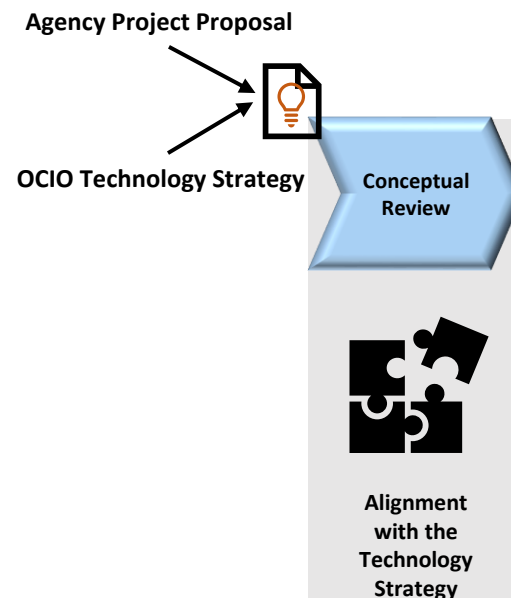 Agency Project Proposal
OCIO Technology Strategy
Conceptual
Review
Alignment
with the
Technology
Strategy